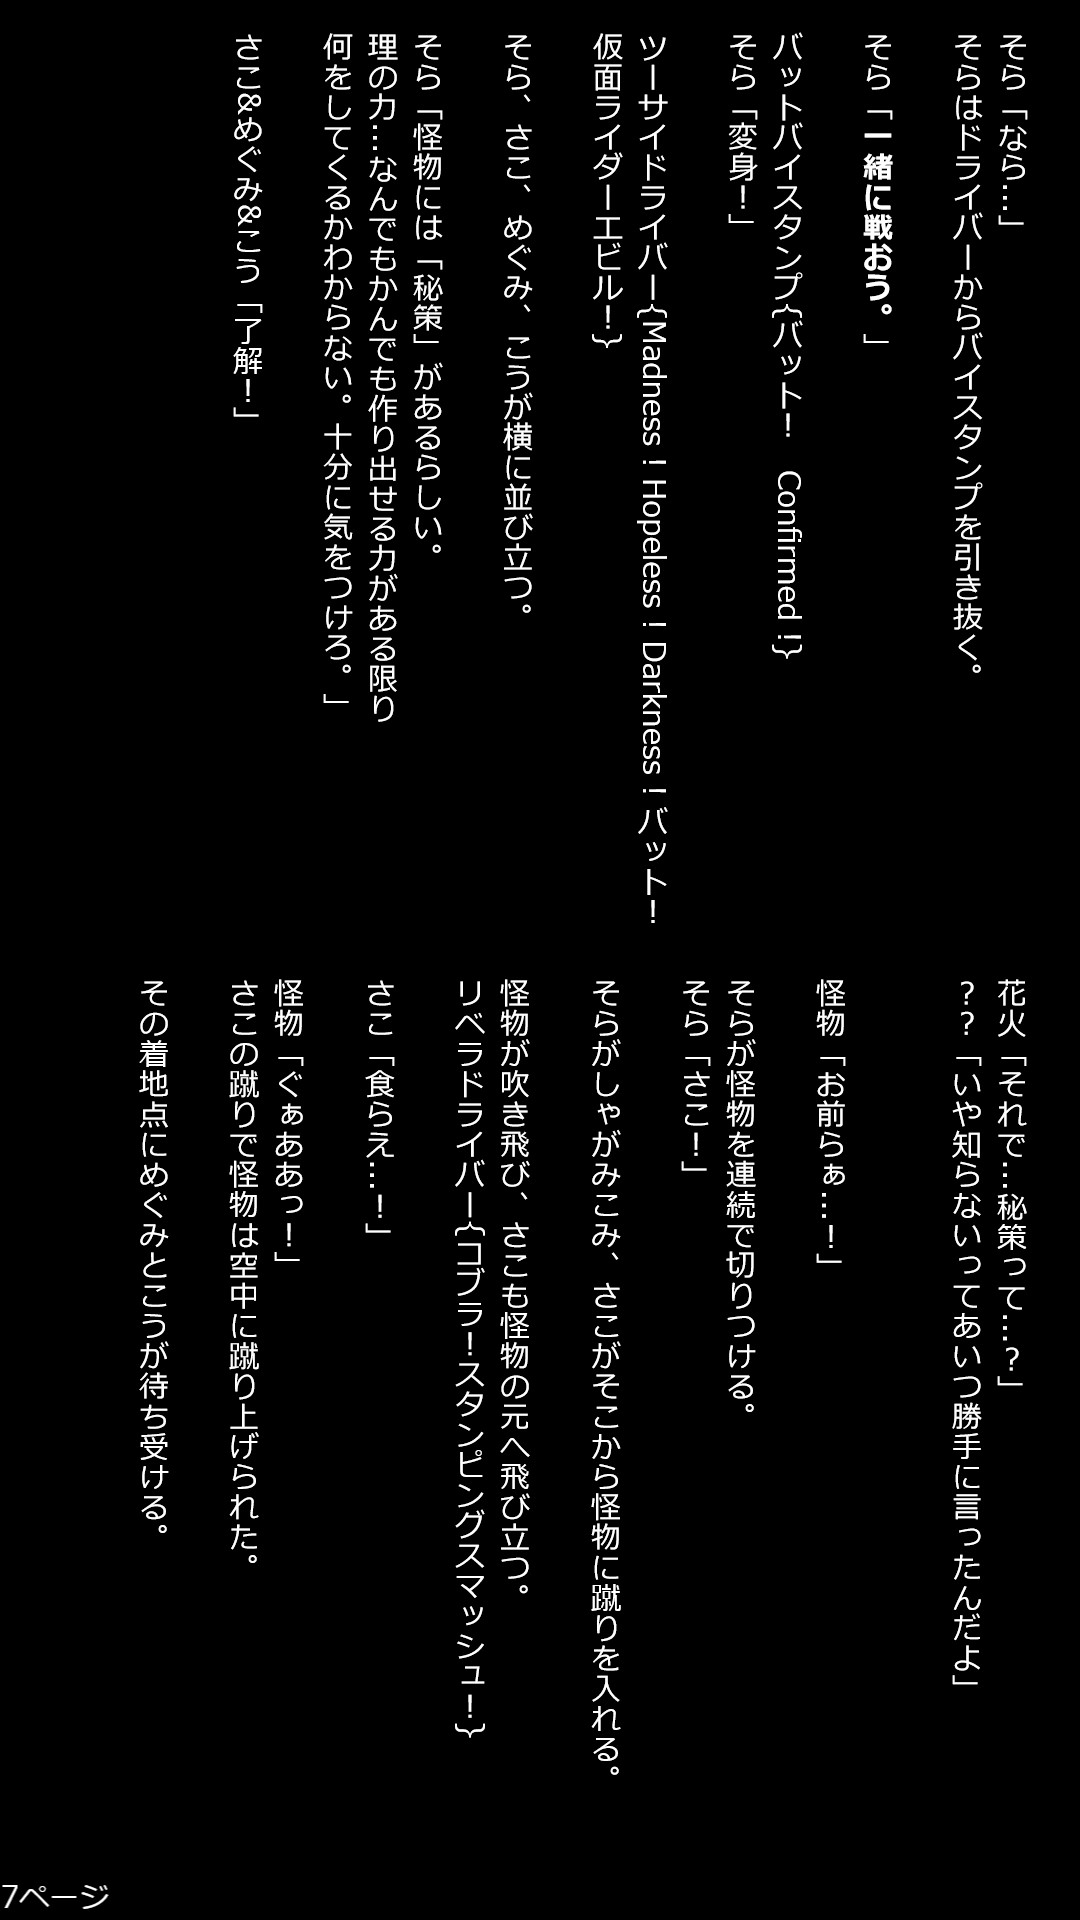 そら「なら…」
そらはドライバーからバイスタンプを引き抜く。
そら「一緒に戦おう。」
バットバイスタンプ{バット！　Confirmed !}
そら「変身！」
ツーサイドライバー{Madness！Hopeless！Darkness！バット！
仮面ライダーエビル！}
そら、さこ、めぐみ、こうが横に並び立つ。
そら「怪物には「秘策」があるらしい。
理の力…なんでもかんでも作り出せる力がある限り
何をしてくるかわからない。十分に気をつけろ。」
さこ&めぐみ&こう「了解！」
花火「それで…秘策って…？」
？？「いや知らないってあいつ勝手に言ったんだよ」
怪物「お前らぁ…！」
そらが怪物を連続で切りつける。
そら「さこ！」
そらがしゃがみこみ、さこがそこから怪物に蹴りを入れる。
怪物が吹き飛び、さこも怪物の元へ飛び立つ。
リベラドライバー{コブラ！スタンピングスマッシュ！}
さこ「食らえ…！」
怪物「ぐぁああっ！」
さこの蹴りで怪物は空中に蹴り上げられた。
その着地点にめぐみとこうが待ち受ける。
7ページ